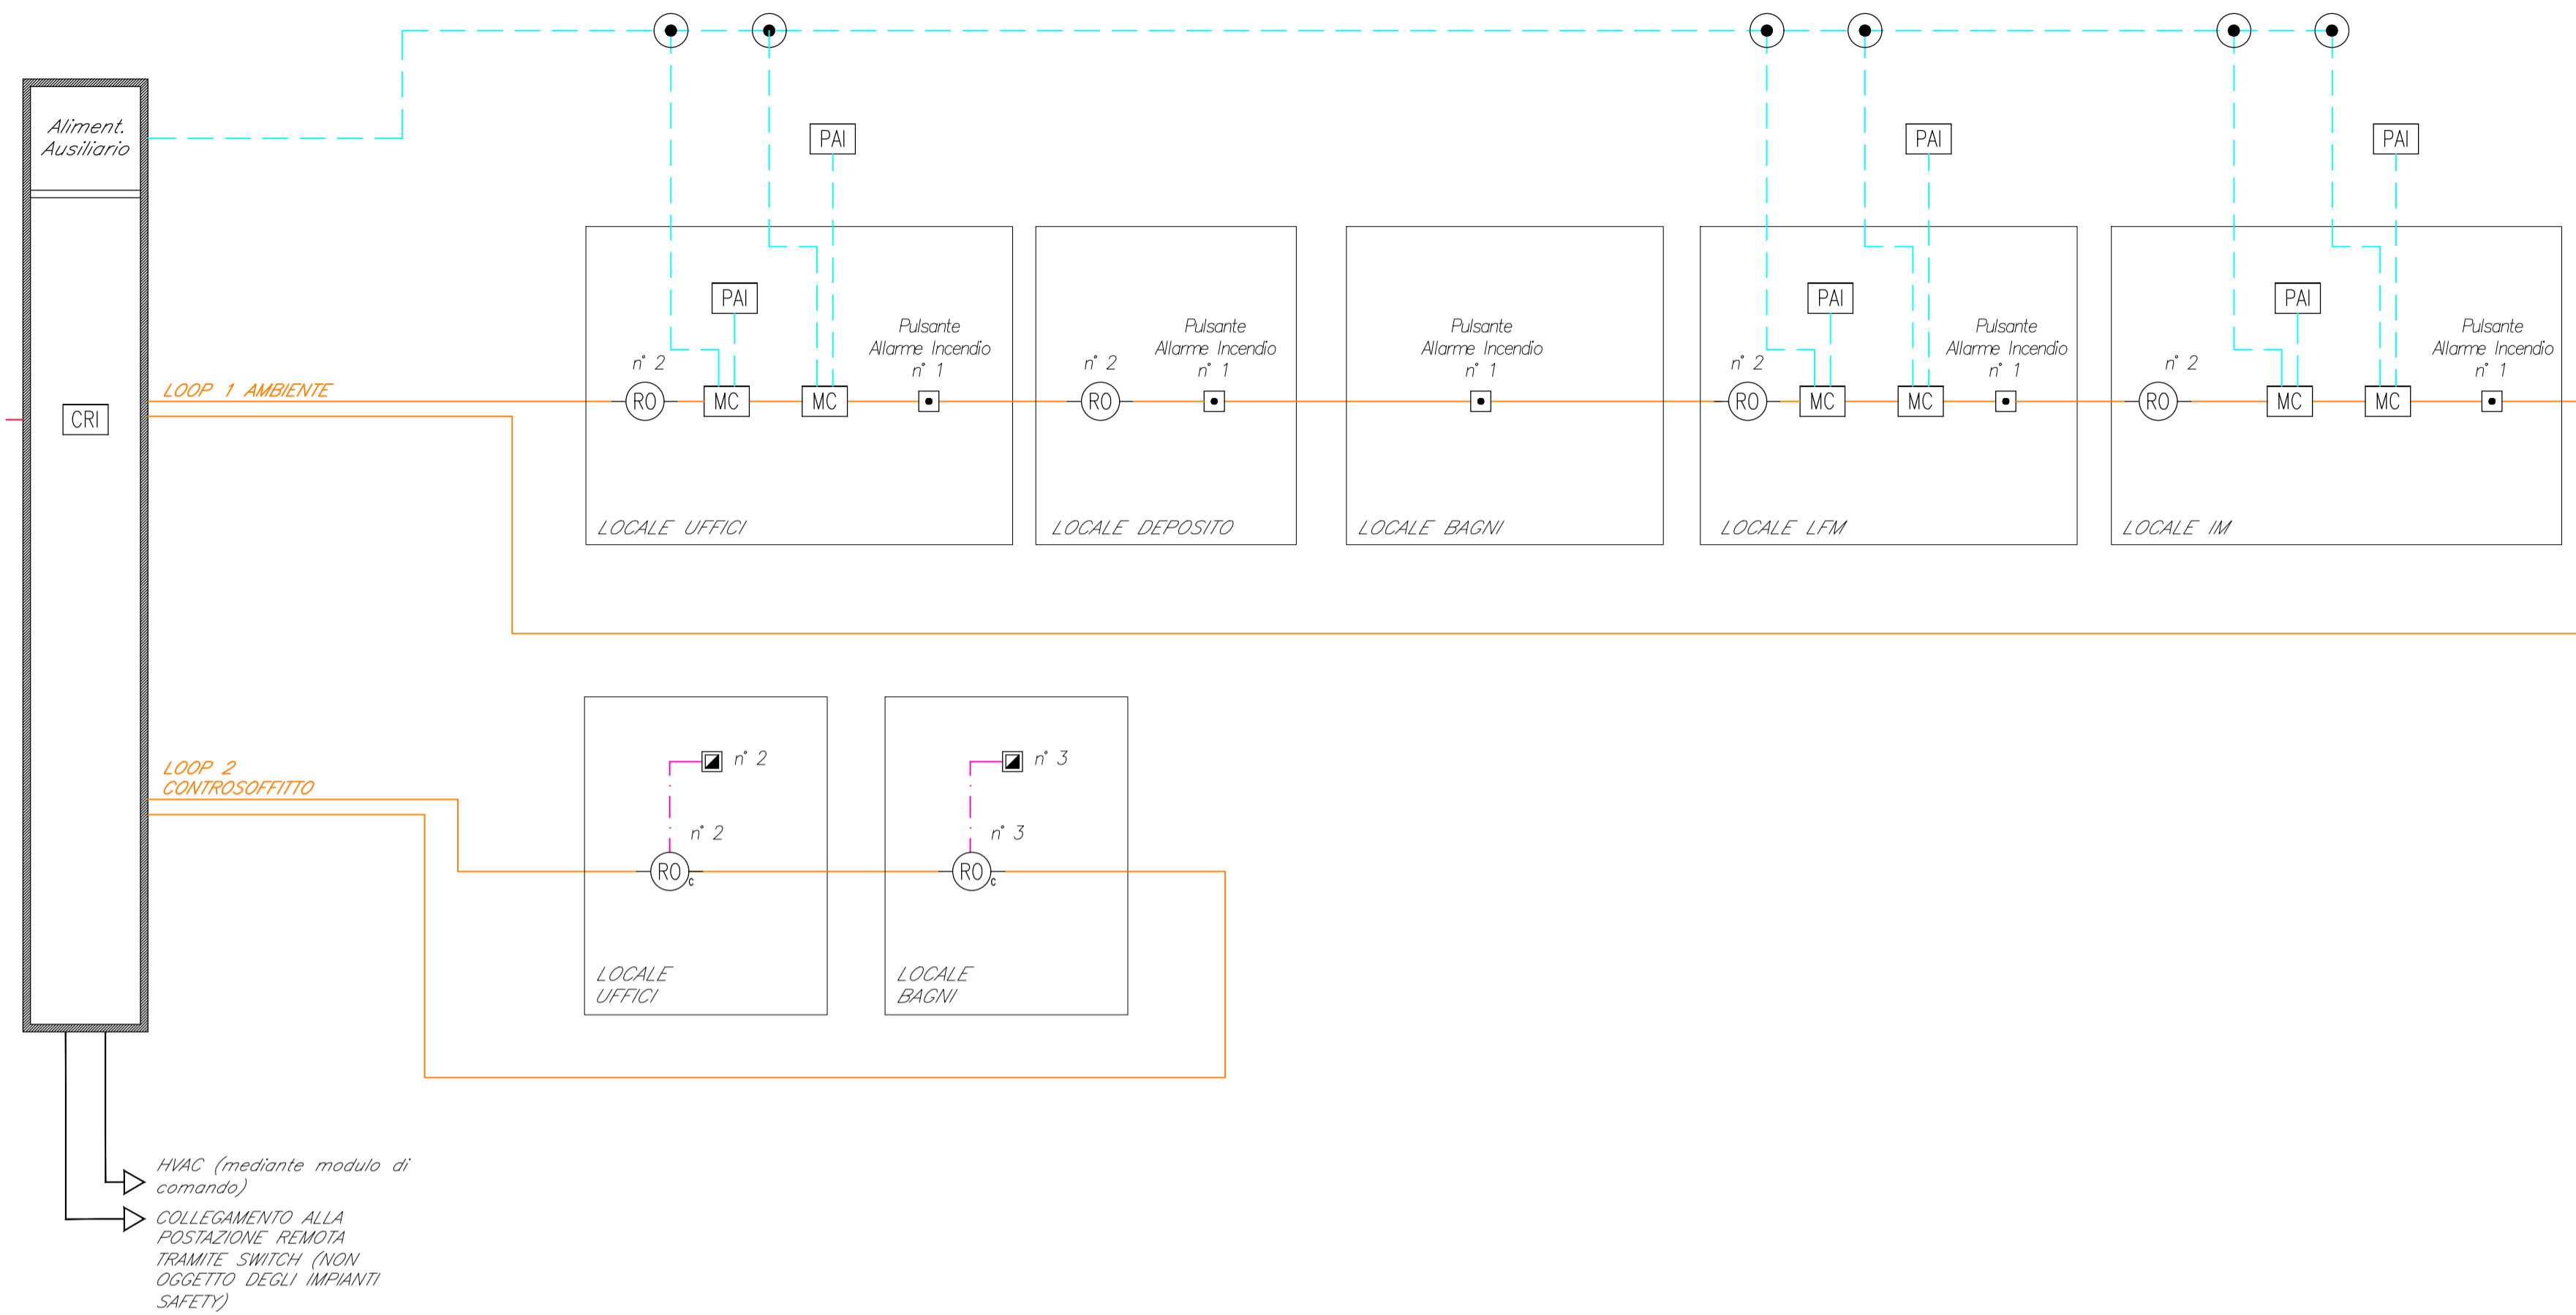 Aliment.
Ausiliario
CRI
LOOP 1 AMBIENTE
PAI
PAI
n° 2
RO
MC
MC
Pulsante
Allarme Incendio
n° 1
LOCALE UFFICI
n° 2
RO
Pulsante
Allarme Incendio
n° 1
LOCALE DEPOSITO
Pulsante
Allarme Incendio
n° 1
LOCALE BAGNI
PAI
PAI
n° 2
RO
MC
MC
Pulsante
Allarme Incendio
n° 1
LOCALE LFM
PAI
PAI
n° 2
RO
MC
MC
Pulsante
Allarme Incendio
n° 1
LOCALE IM
LOOP 2
CONTROSOFFITTO
n° 2
n° 2
RO c
LOCALE
UFFICI
n° 3
n° 3
RO c
LOCALE
BAGNI
HVAC (mediante modulo di
comando)
COLLEGAMENTO ALLA
POSTAZIONE REMOTA
TRAMITE SWITCH (NON
OGGETTO DEGLI IMPIANTI
SAFETY)